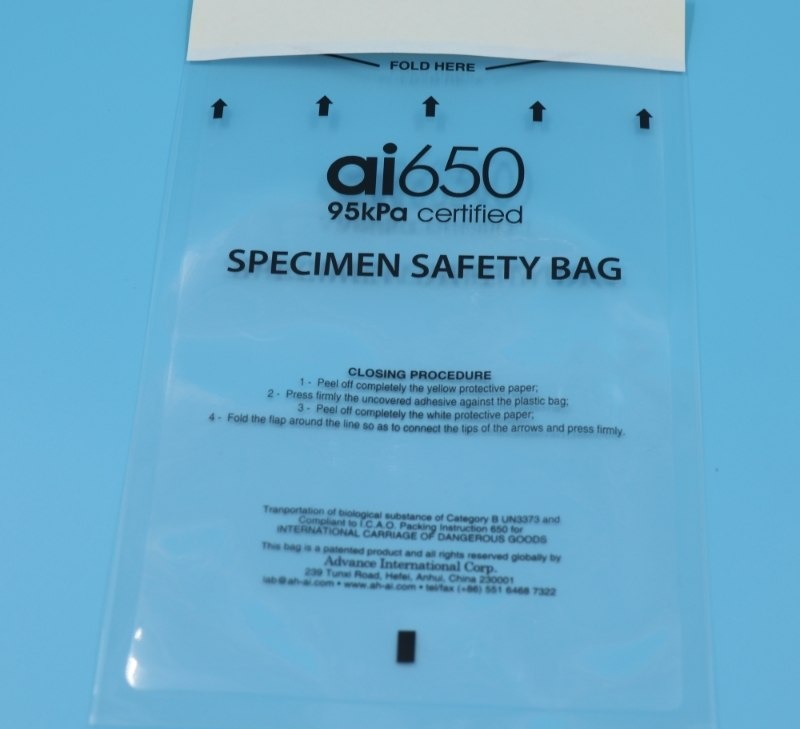 FOLD HERE
ai650
95kPa certified
SPECIMEN SAFETY BAG
CLOSING PROCEDURE
1 - Peel off completely the yellow protective paper;
2 - Press firmly the uncovered adhesive against the plastic bag;
3 - Peel off completely the white protective paper;
4 - Fold the flap around the line so as to connect the tips of the arrows and press firmly.
Tranportation of biological substance of Category B UN3373 and
Compliant to I.C.A.O. Packing Instruction 650 for
INTERNATIONAL CARRIAGE OF DANGEROUS GOODS
This bag is a patented product and all rights reserved globally by
Advance International Corp.
239 Tunxi Road, Hefei, Anhui, China 230001
lab@ah-ai.com • www.ah-ai.com • tel/fax (+86) 551 6468 7322